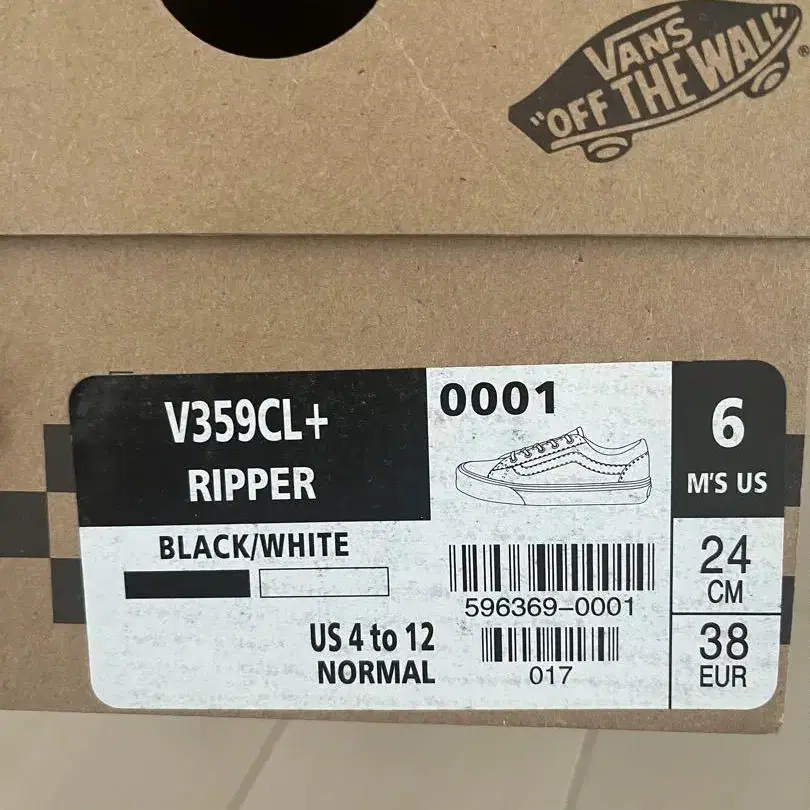 VANS
"OFF THE WALL"
®
V359CL+
RIPPER
BLACK/WHITE
US 4 to 12
NORMAL
0001
596369-0001
017
6
M'S US
24
CM
38
EUR